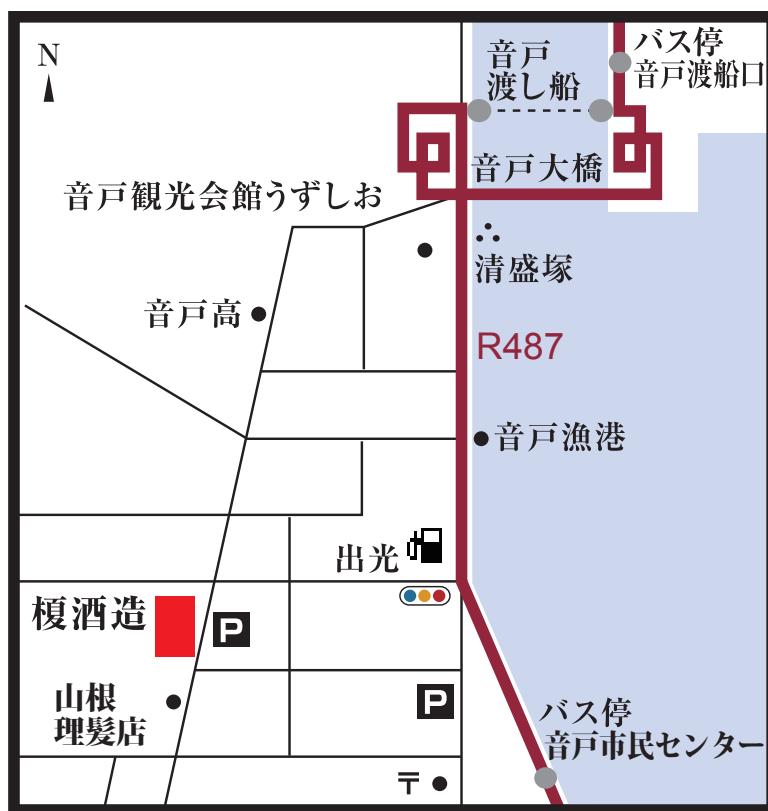 N
音戸
渡し船
バス停
音戸渡船口
音戸大橋
音戸観光会館うずしお
清盛塚
音戸高
R487
音戸漁港
出光
榎酒造
P
山根
理髪店
P
バス停
音戸市民センター
〒